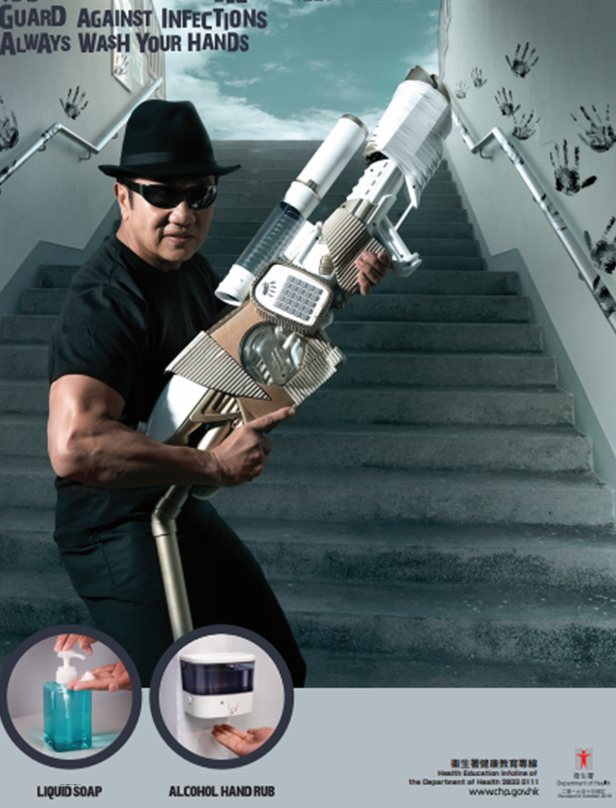 GUARD AGAINST INFECTIONS
ALWAYS WASH YOUR HANDS
LIQUID SOAP
ALCOHOL HAND RUB
衞生署健康教育專線
Health Education Infoline of
the Department of Health 2833 0111
www.chp.gov.hk
衞生署
Department of Health